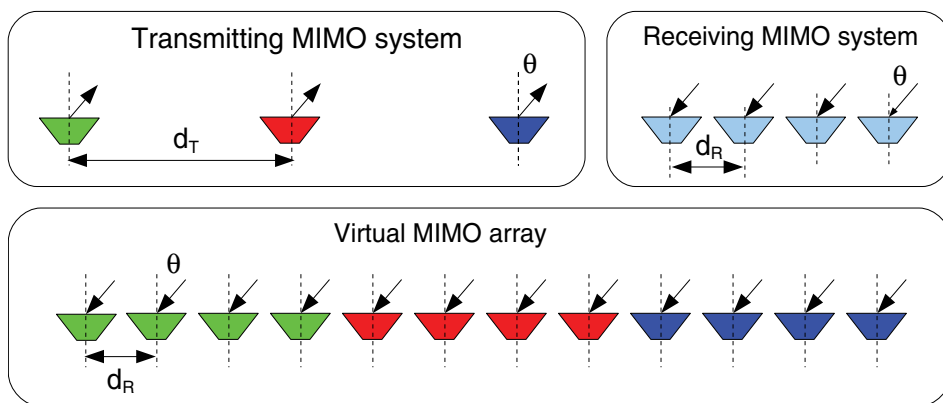 Transmitting MIMO system
θ
d_T
Receiving MIMO system
θ
d_R
Virtual MIMO array
θ
d_R